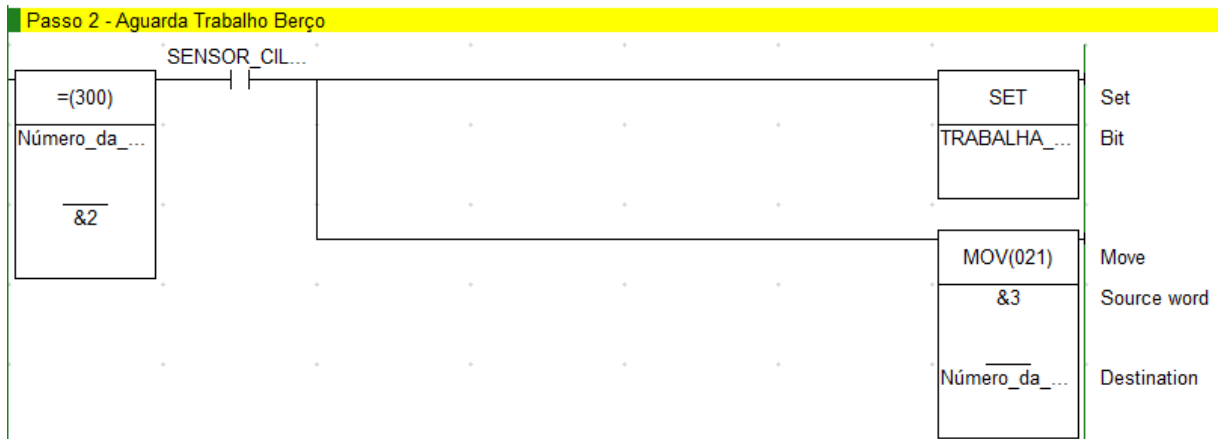 Passo 2 - Aguarda Trabalho Berço
SENSOR_CIL...
=(300)
Número_da_...
&2
SET
Set
TRABALHA_...
Bit
MOV(021)
Move
&3
Source word
Número_da_...
Destination